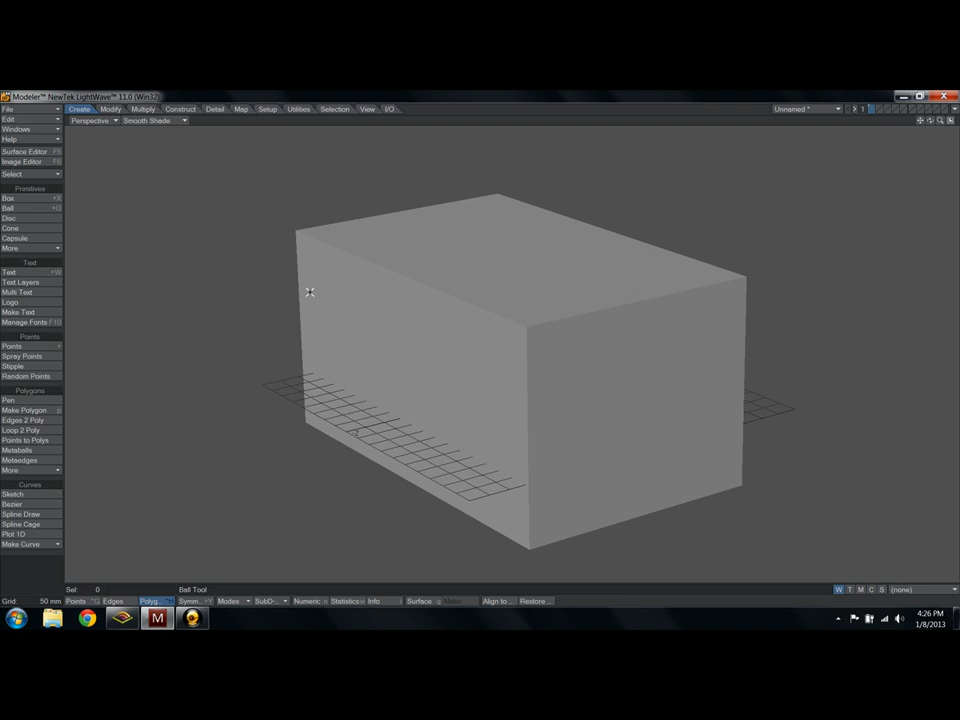 Modeler™ NewTek LightWave™ 11.0 (Win32)
File Create Modify Multiply Construct Detail Map Setup Utilities Selection View I/O Unnamed * 1
Edit Perspective Smooth Shade
Windows
Help
Surface Editor F5
Image Editor F6
Select
Primitives
Box +X
Ball +O
Disc
Cone
Capsule
More
Text
Text +W
Text Layers
Multi Text
Logo
Make Text
Manage Fonts F10
Points
Points +
Spray Points
Stipple
Random Points
Polygons
Pen
Make Polygon p
Edges 2 Poly
Loop 2 Poly
Points to Polys
Metaballs
Metaedges
More
Curves
Sketch
Bezier
Spline Draw
Spline Cage
Plot 1D
Make Curve
Sel: 0 Ball Tool W T M C S (none)
Grid: 50 mm Points ^G Edges Polyg... ^H Symm... +Y Modes SubD-... Numeric n Statistics w Info i Surface q Make Align to ... Restore...
M
4:26 PM
1/8/2013